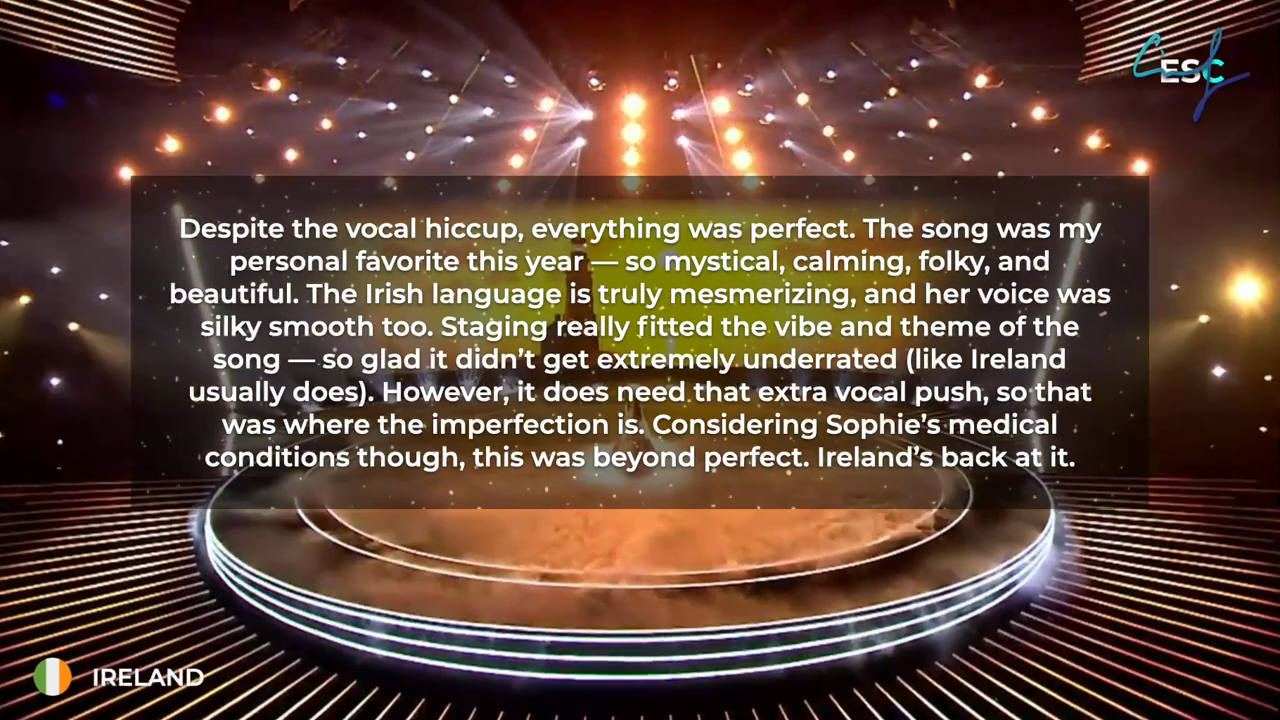 ESC
Despite the vocal hiccup, everything was perfect. The song was my
personal favorite this year — so mystical, calming, folky, and
beautiful. The Irish language is truly mesmerizing, and her voice was
silky smooth too. Staging really fitted the vibe and theme of the
song — so glad it didn’t get extremely underrated (like Ireland
usually does). However, it does need that extra vocal push, so that
was where the imperfection is. Considering Sophie’s medical
conditions though, this was beyond perfect. Ireland’s back at it.
IRELAND